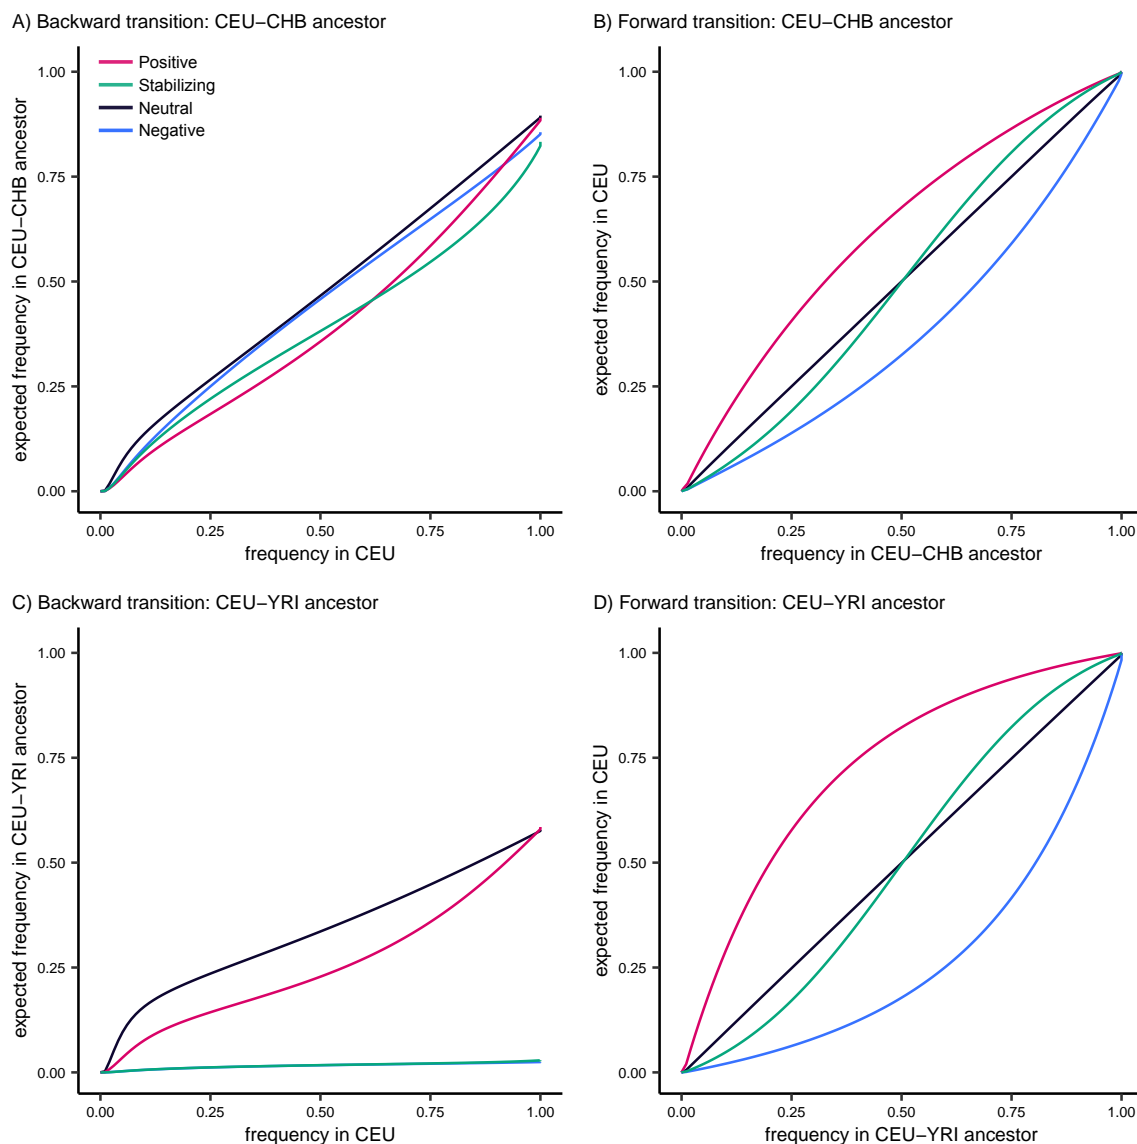 A) Backward transition: CEU−CHB ancestor
1.00
0.75
0.50
0.25
0.00
expected frequency in CEU−CHB ancestor
Positive
Stabilizing
Neutral
Negative
0.00 0.25 0.50 0.75 1.00
frequency in CEU
B) Forward transition: CEU−CHB ancestor
1.00
0.75
0.50
0.25
0.00
expected frequency in CEU
0.00 0.25 0.50 0.75 1.00
frequency in CEU−CHB ancestor
C) Backward transition: CEU−YRI ancestor
1.00
0.75
0.50
0.25
0.00
expected frequency in CEU−YRI ancestor
0.00 0.25 0.50 0.75 1.00
frequency in CEU
D) Forward transition: CEU−YRI ancestor
1.00
0.75
0.50
0.25
0.00
expected frequency in CEU
0.00 0.25 0.50 0.75 1.00
frequency in CEU−YRI ancestor